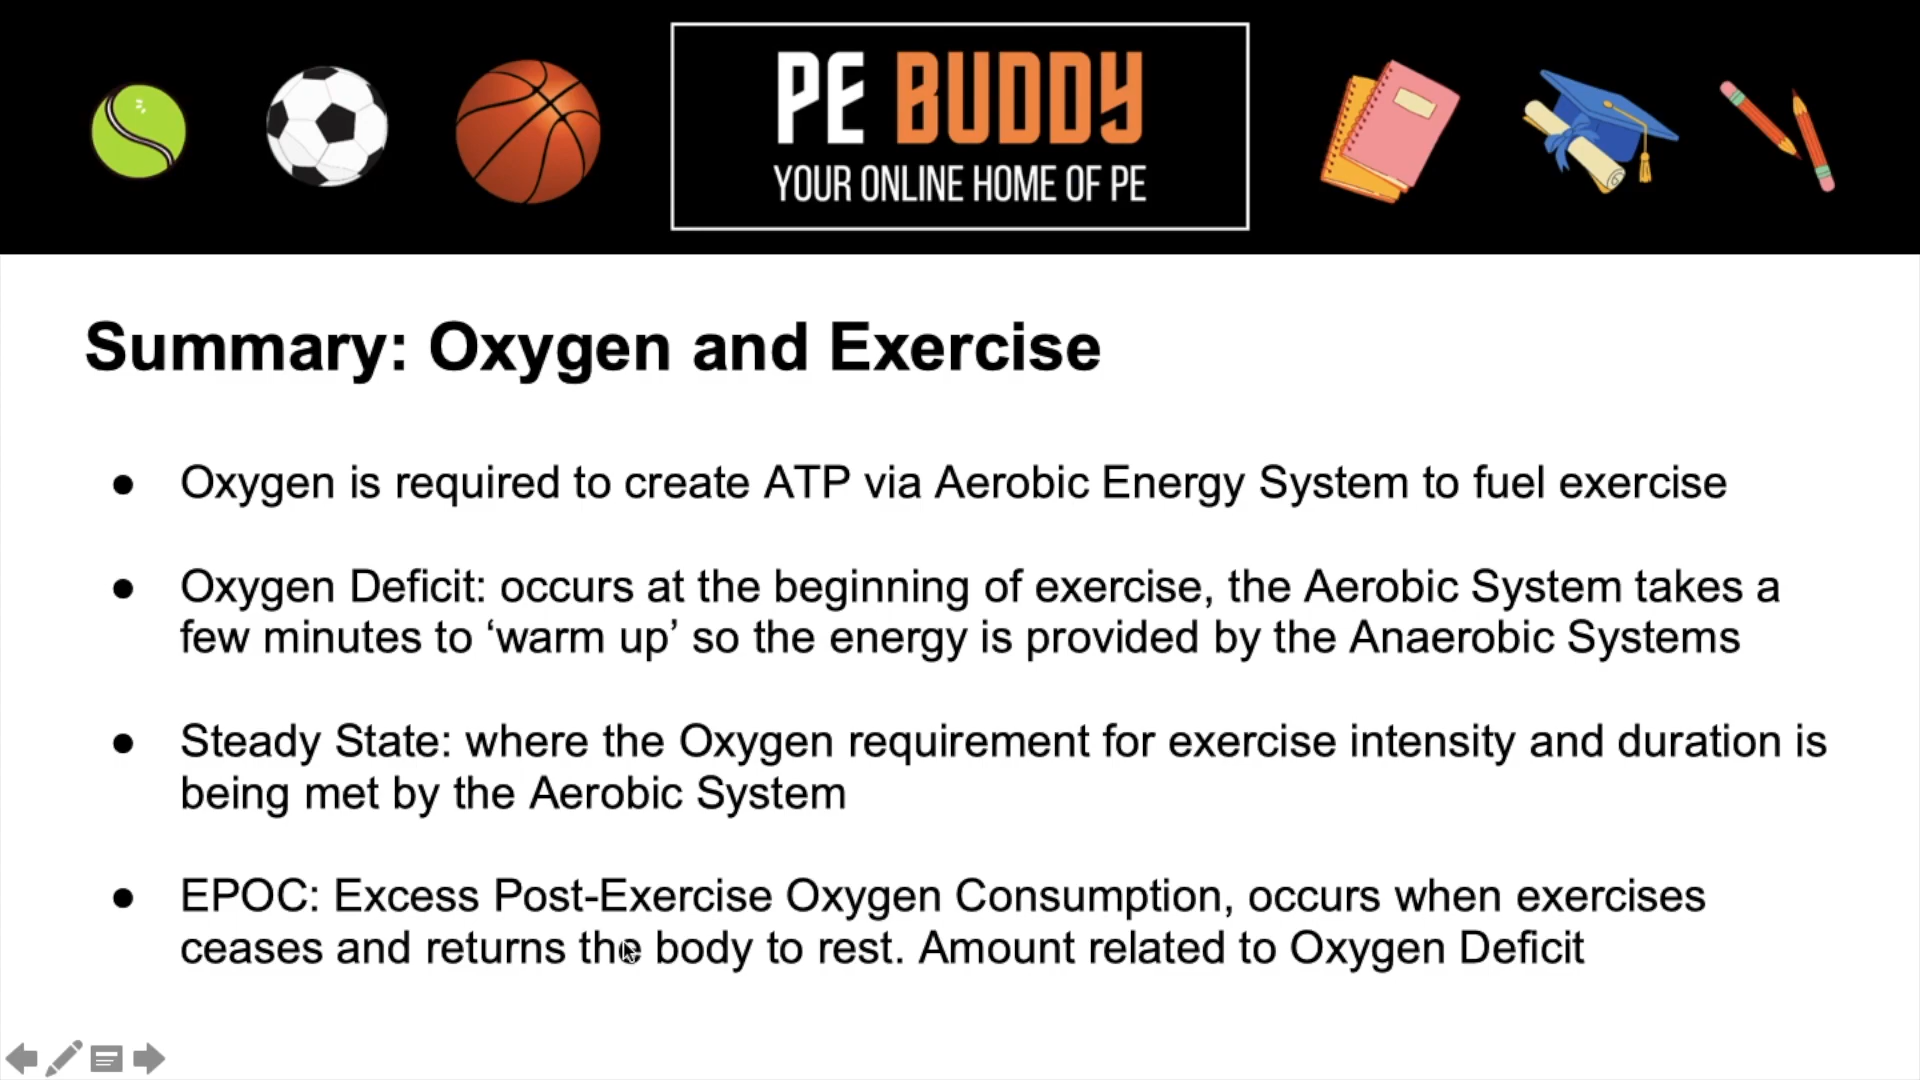 PE BUDDY
YOUR ONLINE HOME OF PE
Summary: Oxygen and Exercise
● Oxygen is required to create ATP via Aerobic Energy System to fuel exercise
● Oxygen Deficit: occurs at the beginning of exercise, the Aerobic System takes a
few minutes to ‘warm up’ so the energy is provided by the Anaerobic Systems
● Steady State: where the Oxygen requirement for exercise intensity and duration is
being met by the Aerobic System
● EPOC: Excess Post-Exercise Oxygen Consumption, occurs when exercises
ceases and returns the body to rest. Amount related to Oxygen Deficit